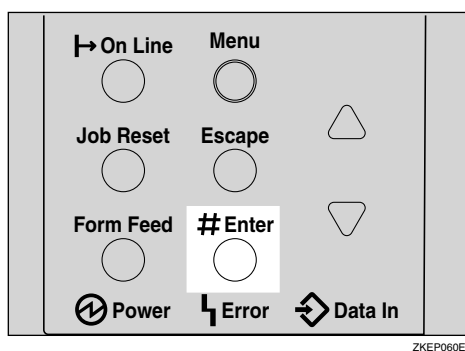 On Line Menu
Job Reset Escape
Form Feed # Enter
Power Error Data In
ZKEP060E